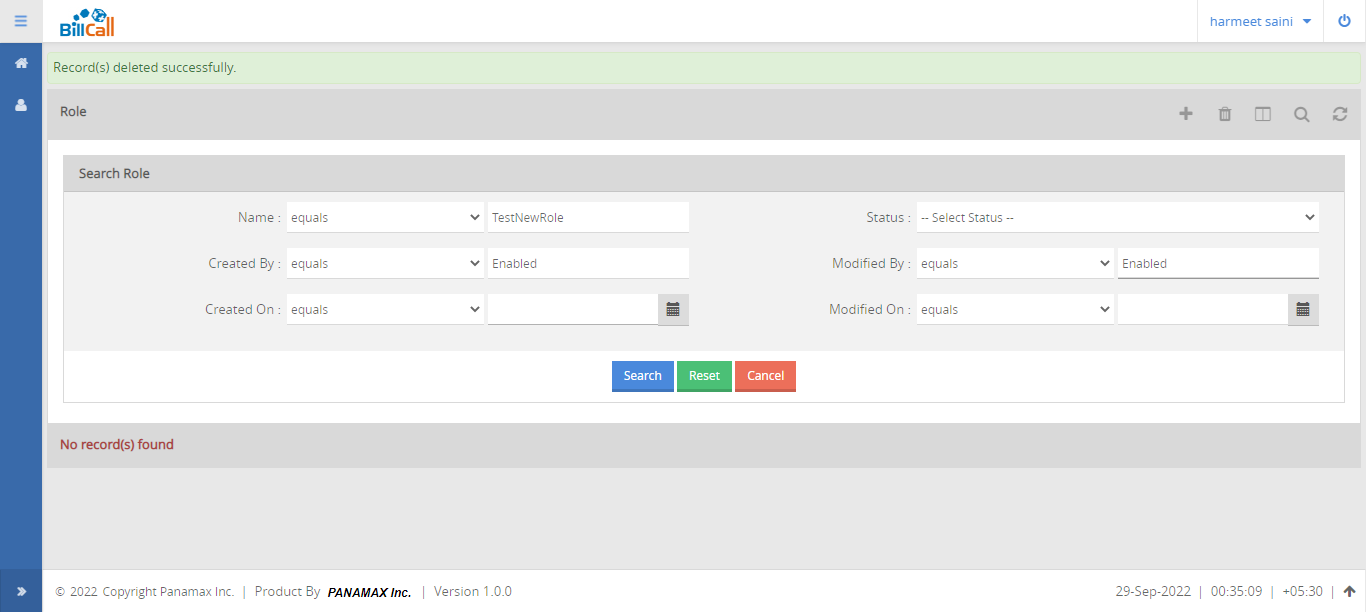 BillCall
harmeet saini
Record(s) deleted successfully.
Role
Search Role
Name : equals TestNewRole Status : -- Select Status --
Created By : equals Enabled Modified By : equals Enabled
Created On : equals Modified On : equals
Search Reset Cancel
No record(s) found
© 2022 Copyright Panamax Inc. | Product By PANAMAX Inc. | Version 1.0.0 29-Sep-2022 | 00:35:09 | +05:30 |